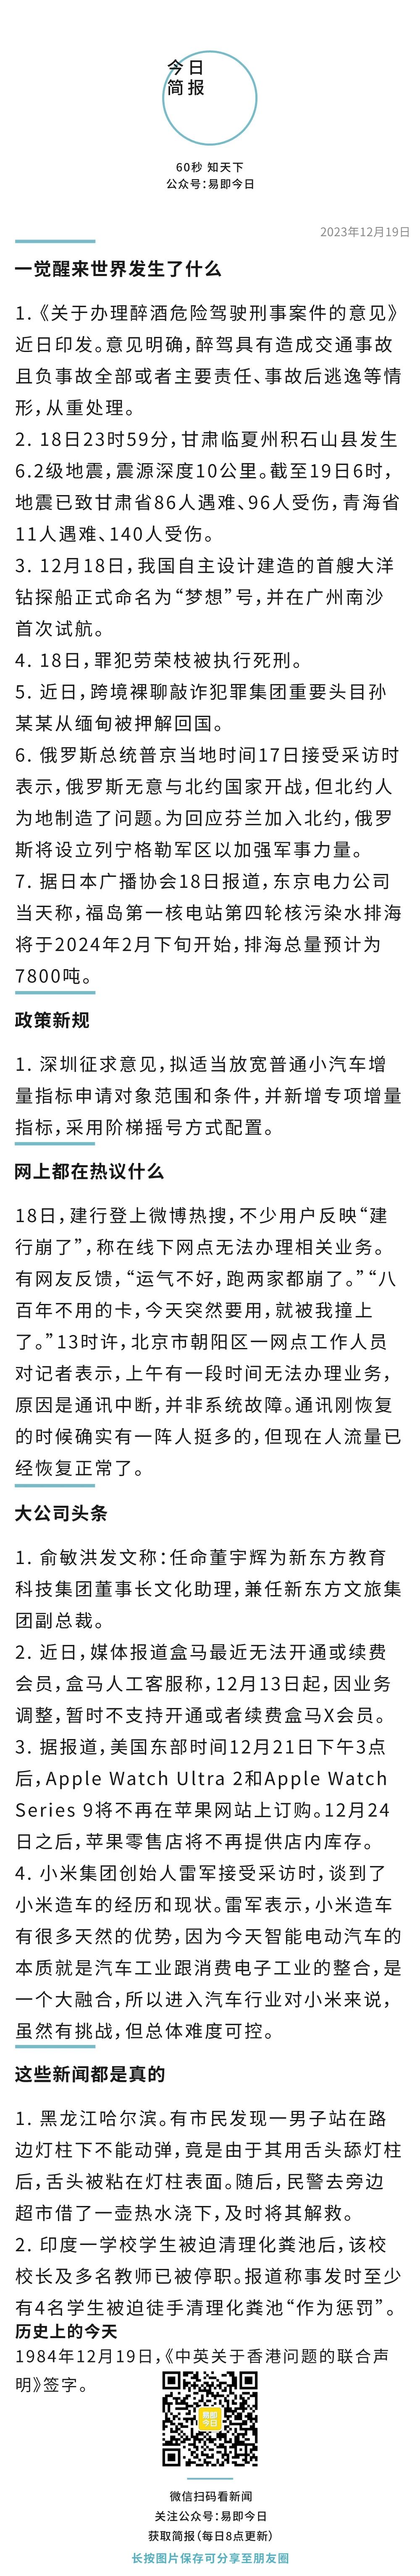 今日
简报
60秒 知天下
公众号：易即今日
2023年12月19日
一觉醒来世界发生了什么
1.《关于办理醉酒危险驾驶刑事案件的意见》
近日印发。意见明确，醉驾具有造成交通事故
且负事故全部或者主要责任、事故后逃逸等情
形，从重处理。
2. 18日23时59分，甘肃临夏州积石山县发生
6.2级地震，震源深度10公里。截至19日6时，
地震已致甘肃省86人遇难、96人受伤，青海省
11人遇难、140人受伤。
3. 12月18日，我国自主设计建造的首艘大洋
钻探船正式命名为“梦想”号，并在广州南沙
首次试航。
4. 18日，罪犯劳荣枝被执行死刑。
5. 近日，跨境裸聊敲诈犯罪集团重要头目孙
某某从缅甸被押解回国。
6. 俄罗斯总统普京当地时间17日接受采访时
表示，俄罗斯无意与北约国家开战，但北约人
为地制造了问题。为回应芬兰加入北约，俄罗
斯将设立列宁格勒军区以加强军事力量。
7. 据日本广播协会18日报道，东京电力公司
当天称，福岛第一核电站第四轮核污染水排海
将于2024年2月下旬开始，排海总量预计为
7800吨。
政策新规
1. 深圳征求意见，拟适当放宽普通小汽车增
量指标申请对象范围和条件，并新增专项增量
指标，采用阶梯摇号方式配置。
网上都在热议什么
18日，建行登上微博热搜，不少用户反映“建
行崩了”，称在线下网点无法办理相关业务。
有网友反馈，“运气不好，跑两家都崩了。”“八
百年不用的卡，今天突然要用，就被我撞上
了。”13时许，北京市朝阳区一网点工作人员
对记者表示，上午有一段时间无法办理业务，
原因是通讯中断，并非系统故障。通讯刚恢复
的时候确实有一阵人挺多的，但现在人流量已
经恢复正常了。
大公司头条
1. 俞敏洪发文称：任命董宇辉为新东方教育
科技集团董事长文化助理，兼任新东方文旅集
团副总裁。
2. 近日，媒体报道盒马最近无法开通或续费
会员，盒马人工客服称，12月13日起，因业务
调整，暂时不支持开通或者续费盒马X会员。
3. 据报道，美国东部时间12月21日下午3点
后，Apple Watch Ultra 2和Apple Watch
Series 9将不再在苹果网站上订购。12月24
日之后，苹果零售店将不再提供店内库存。
4. 小米集团创始人雷军接受采访时，谈到了
小米造车的经历和现状。雷军表示，小米造车
有很多天然的优势，因为今天智能电动汽车的
本质就是汽车工业跟消费电子工业的整合，是
一个大融合，所以进入汽车行业对小米来说，
虽然有挑战，但总体难度可控。
这些新闻都是真的
1. 黑龙江哈尔滨。有市民发现一男子站在路
边灯柱下不能动弹，竟是由于其用舌头舔灯柱
后，舌头被粘在灯柱表面。随后，民警去旁边
超市借了一壶热水浇下，及时将其解救。
2. 印度一学校学生被迫清理化粪池后，该校
校长及多名教师已被停职。报道称事发时至少
有4名学生被迫徒手清理化粪池“作为惩罚”。
历史上的今天
1984年12月19日，《中英关于香港问题的联合声
明》签字。
易即
今日
微信扫码看新闻
关注公众号：易即今日
获取简报（每日8点更新）
长按图片保存可分享至朋友圈